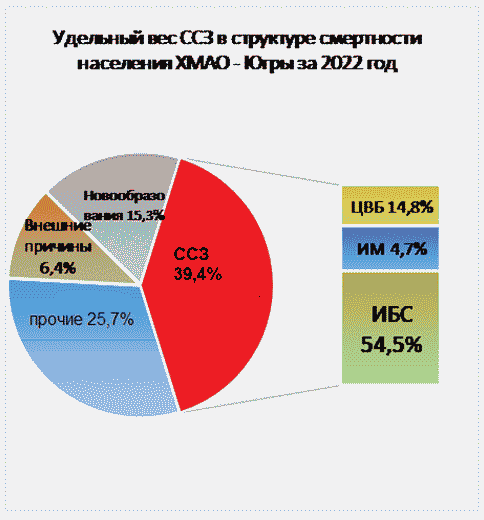 Удельный вес ССЗ в структуре смертности
населения ХМАО - Югры за 2022 год
Новообразо
вания 15,3%
Внешние
причины
6,4%
прочие 25,7%
ССЗ
39,4%
ЦВБ 14,8%
ИМ 4,7%
ИБС
54,5%